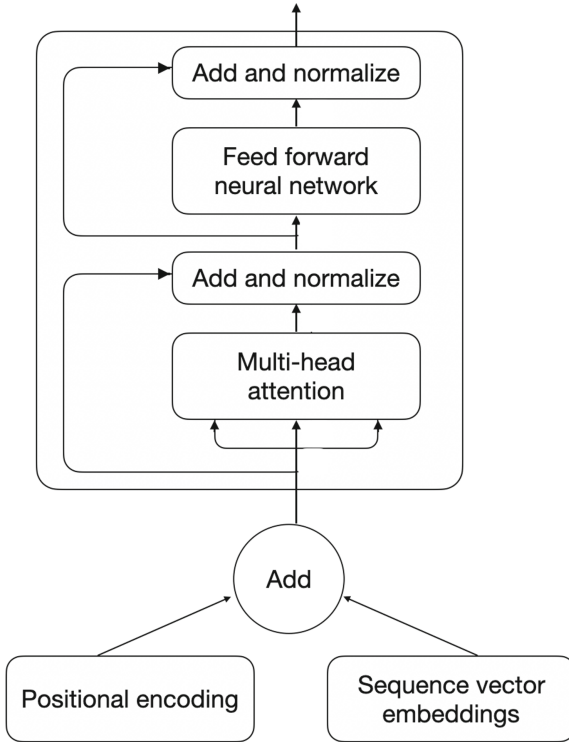 Add and normalize
Feed forward
neural network
Add and normalize
Multi-head
attention
Add
Positional encoding
Sequence vector
embeddings